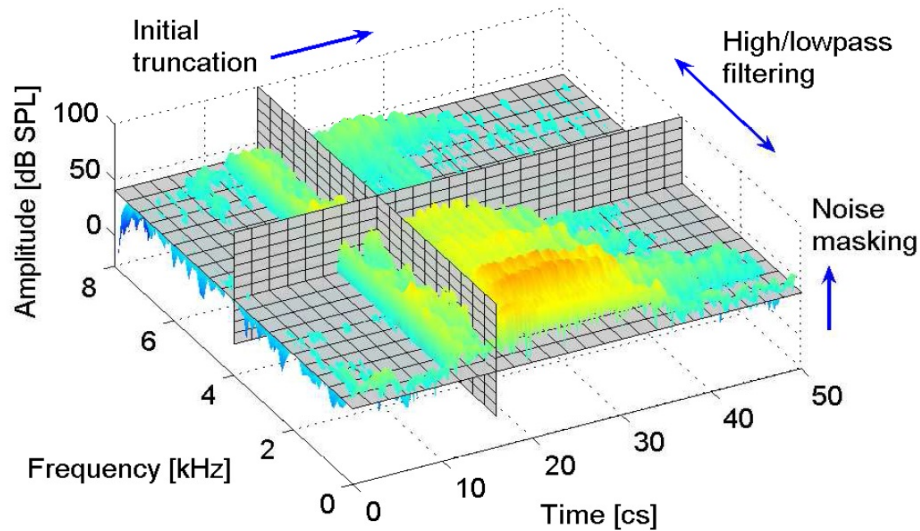 Initial
truncation
High/lowpass
filtering
Noise
masking
Amplitude [dB SPL]
100
50
0
8
6
4
2
0
Frequency [kHz]
0
10
20
30
40
50
Time [cs]